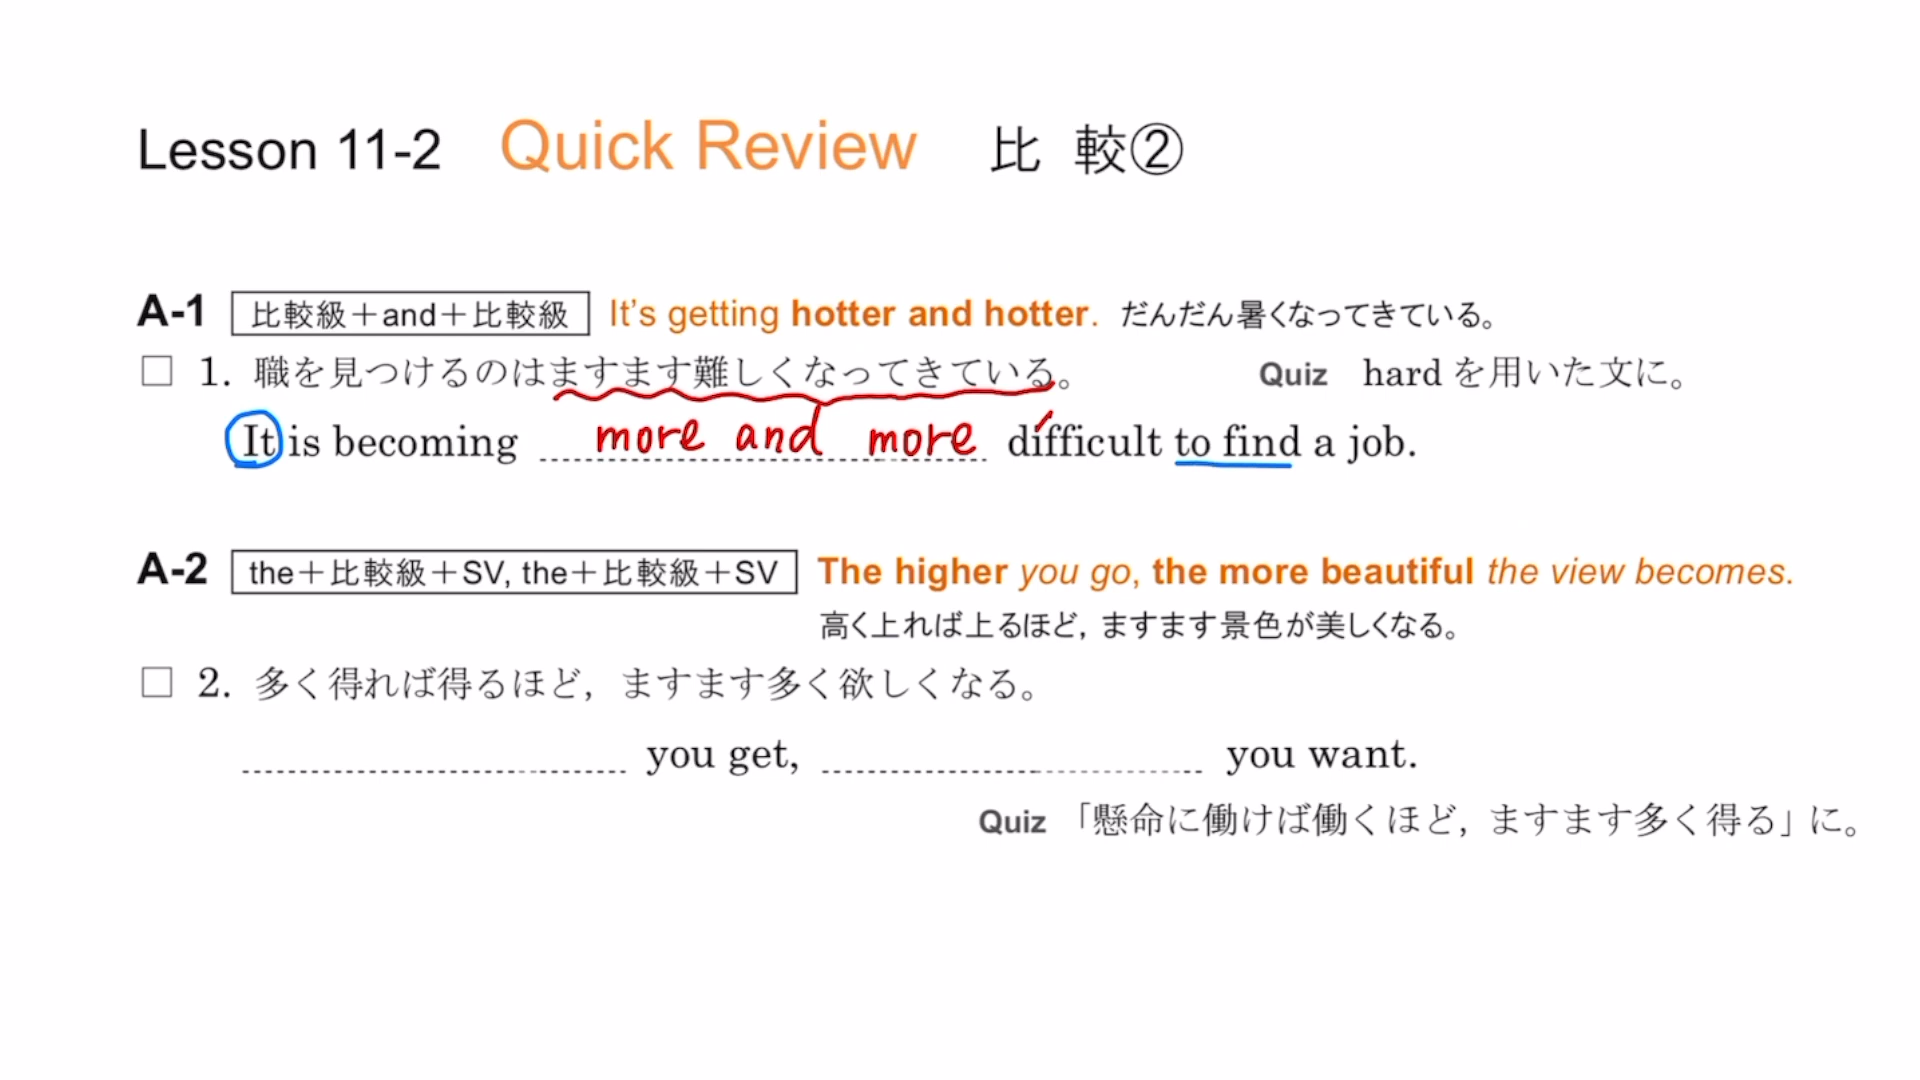 Lesson 11-2 Quick Review 比 較②
A-1 比較級＋and＋比較級 It's getting hotter and hotter. だんだん暑くなってきている。
□ 1. 職を見つけるのはますます難しくなってきている。 Quiz hard を用いた文に。
It is becoming more and more difficult to find a job.
A-2 the＋比較級＋SV, the＋比較級＋SV The higher you go, the more beautiful the view becomes.
高く上れば上るほど, ますます景色が美しくなる。
□ 2. 多く得れば得るほど, ますます多く欲しくなる。
you get, you want.
Quiz 「懸命に働けば働くほど, ますます多く得る」に。